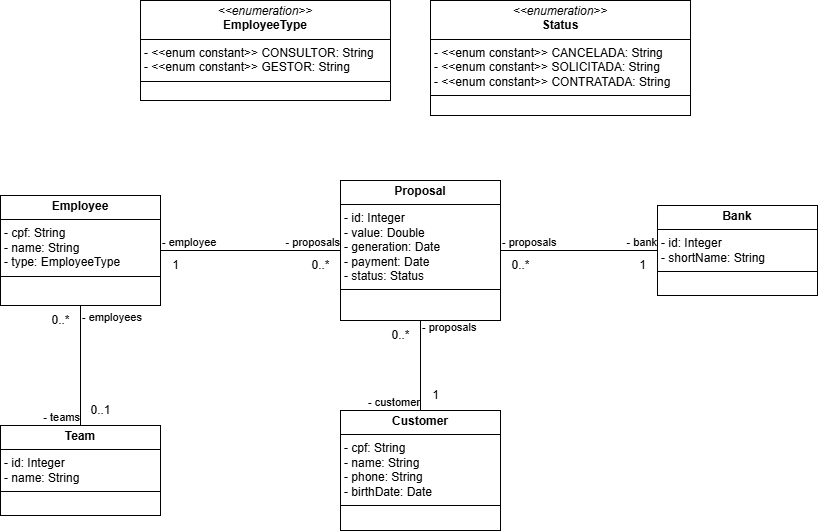 <<enumeration>>
EmployeeType
- <<enum constant>> CONSULTOR: String
- <<enum constant>> GESTOR: String
<<enumeration>>
Status
- <<enum constant>> CANCELADA: String
- <<enum constant>> SOLICITADA: String
- <<enum constant>> CONTRATADA: String
Employee
- cpf: String
- name: String
- type: EmployeeType
- employee
1
- proposals
0..*
Proposal
- id: Integer
- value: Double
- generation: Date
- payment: Date
- status: Status
- proposals
0..*
- bank
1
Bank
- id: Integer
- shortName: String
0..*
- employees
- teams
0..1
Team
- id: Integer
- name: String
0..*
- proposals
- customer
1
Customer
- cpf: String
- name: String
- phone: String
- birthDate: Date